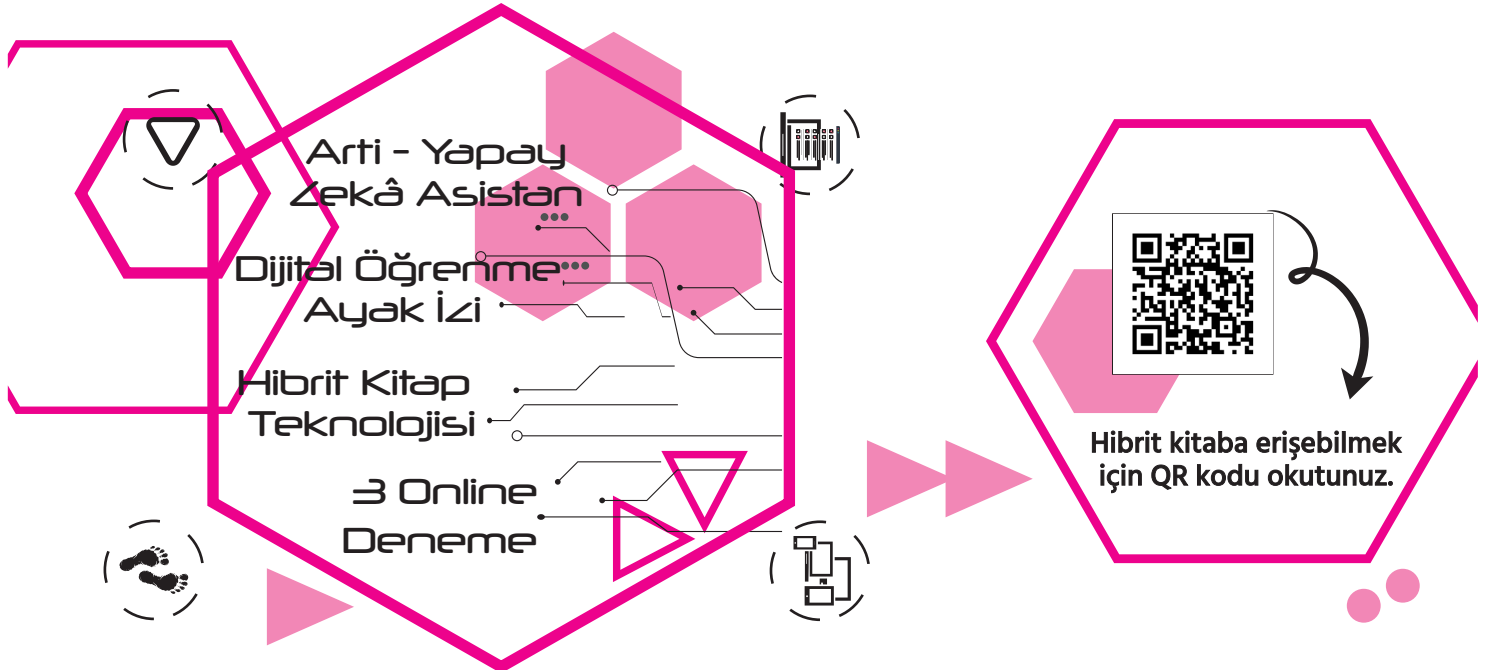 Arti - Yapay
Zekâ Asistan
Dijital Öğrenme
Ayak İzi
Hibrit Kitap
Teknolojisi
3 Online
Deneme
Hibrit kitaba erişebilmek
için QR kodu okutunuz.